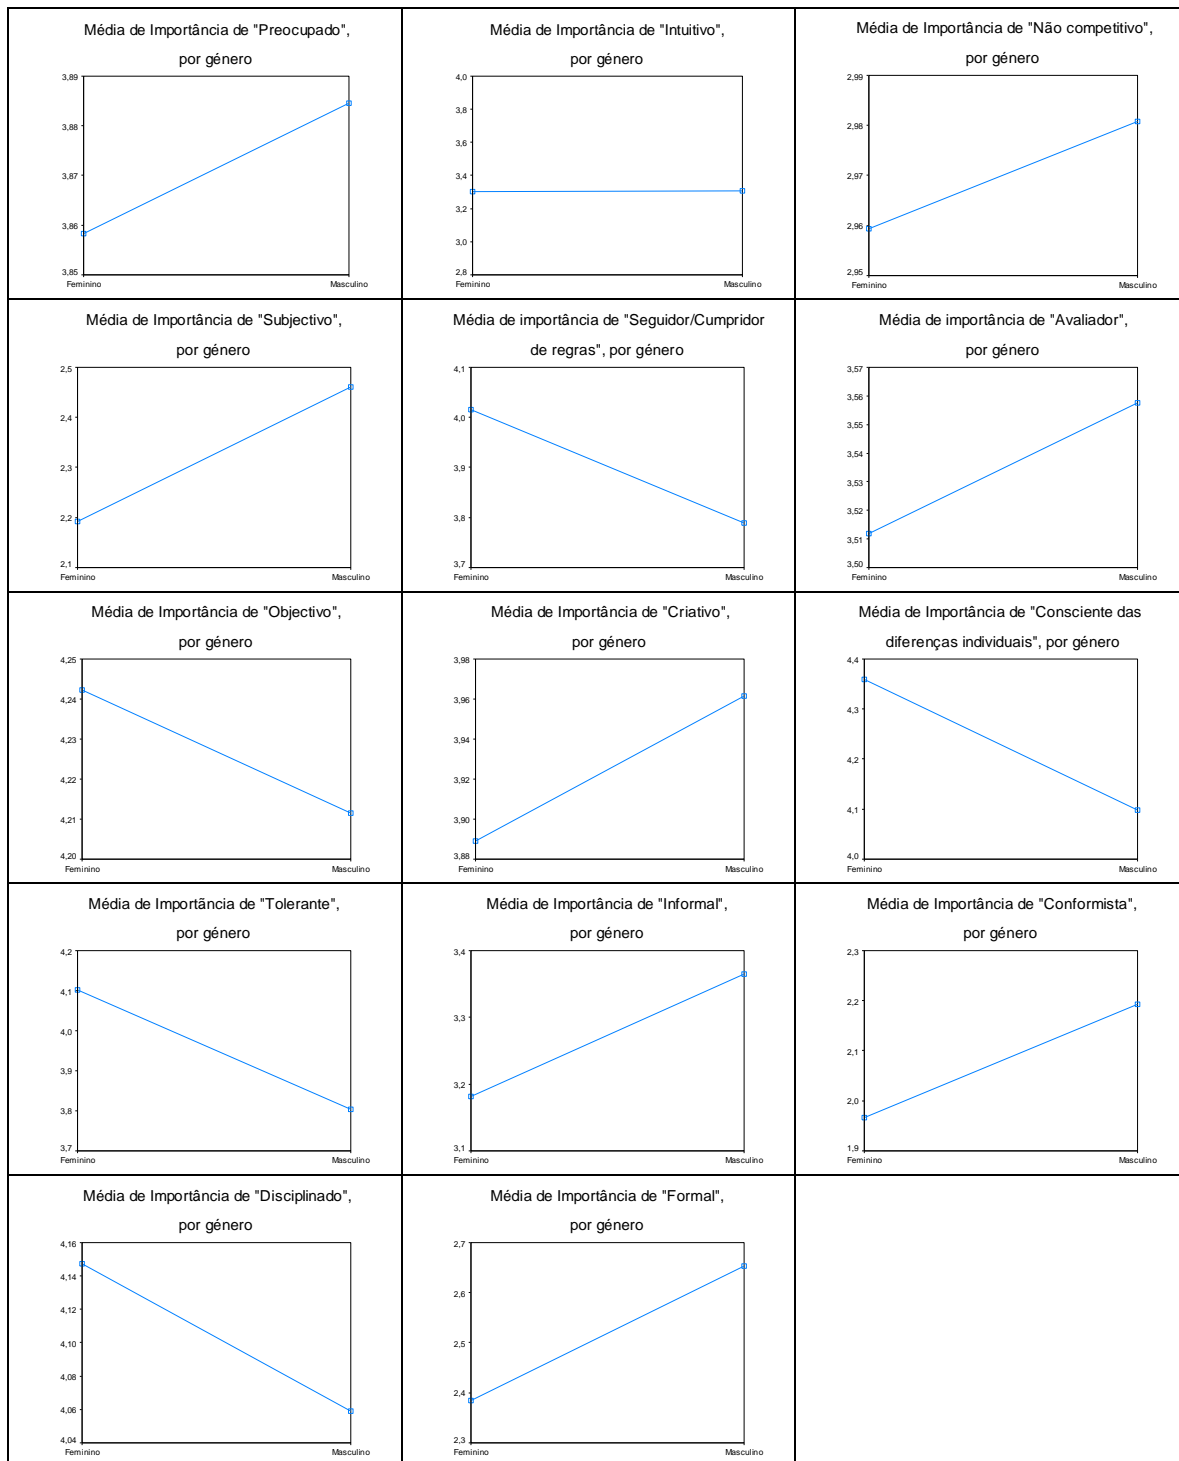 Média de Importância de "Preocupado",
por género
3,89
3,88
3,87
3,86
3,85
Feminino
Masculino
Média de Importância de "Intuitivo",
por género
4,0
3,8
3,6
3,4
3,2
3,0
2,8
Feminino
Masculino
Média de Importância de "Não competitivo",
por género
2,99
2,98
2,97
2,96
2,95
Feminino
Masculino
Média de Importância de "Subjectivo",
por género
2,5
2,4
2,3
2,2
2,1
Feminino
Masculino
Média de importância de "Seguidor/Cumpridor
de regras", por género
4,1
4,0
3,9
3,8
3,7
Feminino
Masculino
Média de importância de "Avaliador",
por género
3,57
3,56
3,55
3,54
3,53
3,52
3,51
3,50
Feminino
Masculino
Média de Importância de "Objectivo",
por género
4,25
4,24
4,23
4,22
4,21
4,20
Feminino
Masculino
Média de Importância de "Criativo",
por género
3,98
3,96
3,94
3,92
3,90
3,88
Feminino
Masculino
Média de Importância de "Consciente das
diferenças individuais", por género
4,4
4,3
4,2
4,1
4,0
Feminino
Masculino
Média de Importãncia de "Tolerante",
por género
4,2
4,1
4,0
3,9
3,8
3,7
Feminino
Masculino
Média de Importância de "Informal",
por género
3,4
3,3
3,2
3,1
Feminino
Masculino
Média de Importância de "Conformista",
por género
2,3
2,2
2,1
2,0
1,9
Feminino
Masculino
Média de Importância de "Disciplinado",
por género
4,16
4,14
4,12
4,10
4,08
4,06
4,04
Feminino
Masculino
Média de Importância de "Formal",
por género
2,7
2,6
2,5
2,4
2,3
Feminino
Masculino